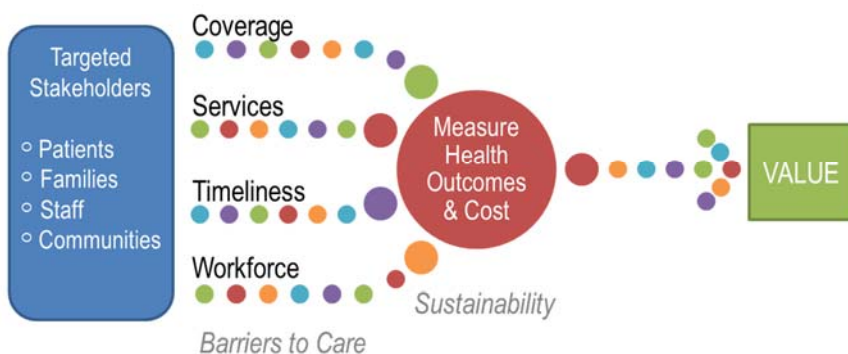 Targeted
Stakeholders
Patients
Families
Staff
Communities
Coverage
Services
Timeliness
Workforce
Barriers to Care
Measure
Health
Outcomes
& Cost
Sustainability
VALUE